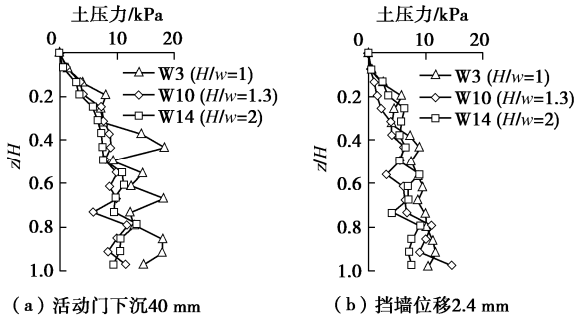 土压力/kPa
0 10 20
0.2
0.4
0.6
0.8
1.0
z/H
W3 (H/w=1)
W10 (H/w=1.3)
W14 (H/w=2)
(a) 活动门下沉40 mm
土压力/kPa
0 10 20
0.2
0.4
0.6
0.8
1.0
z/H
W3 (H/w=1)
W10 (H/w=1.3)
W14 (H/w=2)
(b) 挡墙位移2.4 mm